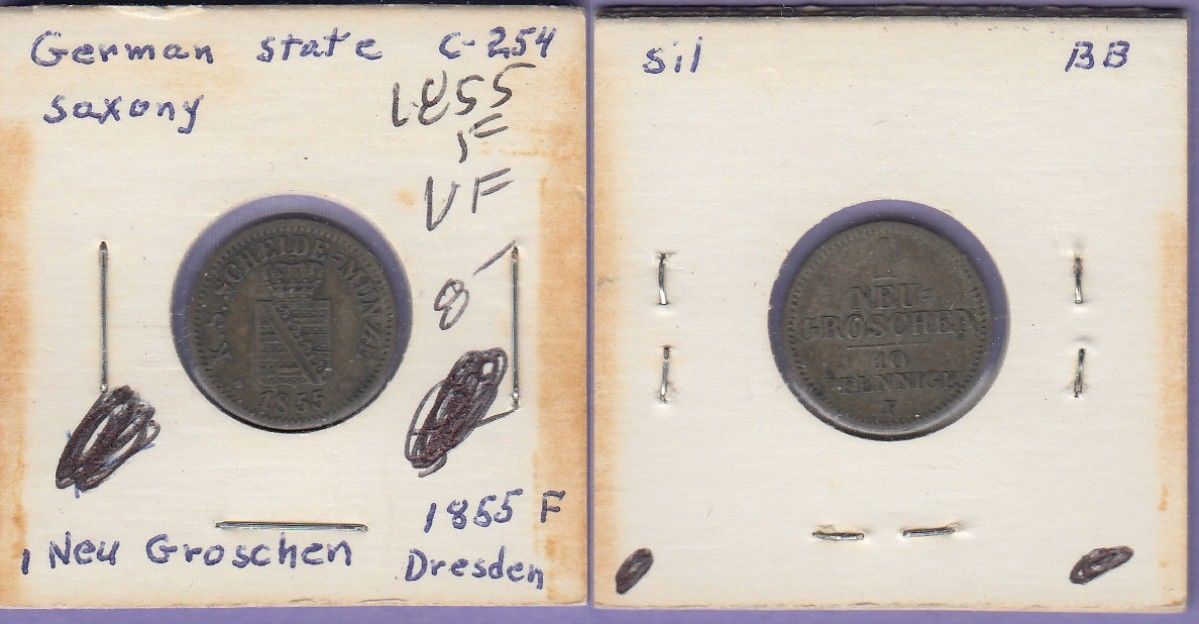 German state C-254
Saxony
1855
F
VF
8
K. S. SCHEIDE-MÜNZE
1855
1 Neu Groschen
1855 F
Dresden
Sil BB
1
NEU-
GROSCHEN
10
PFENNIGE
F